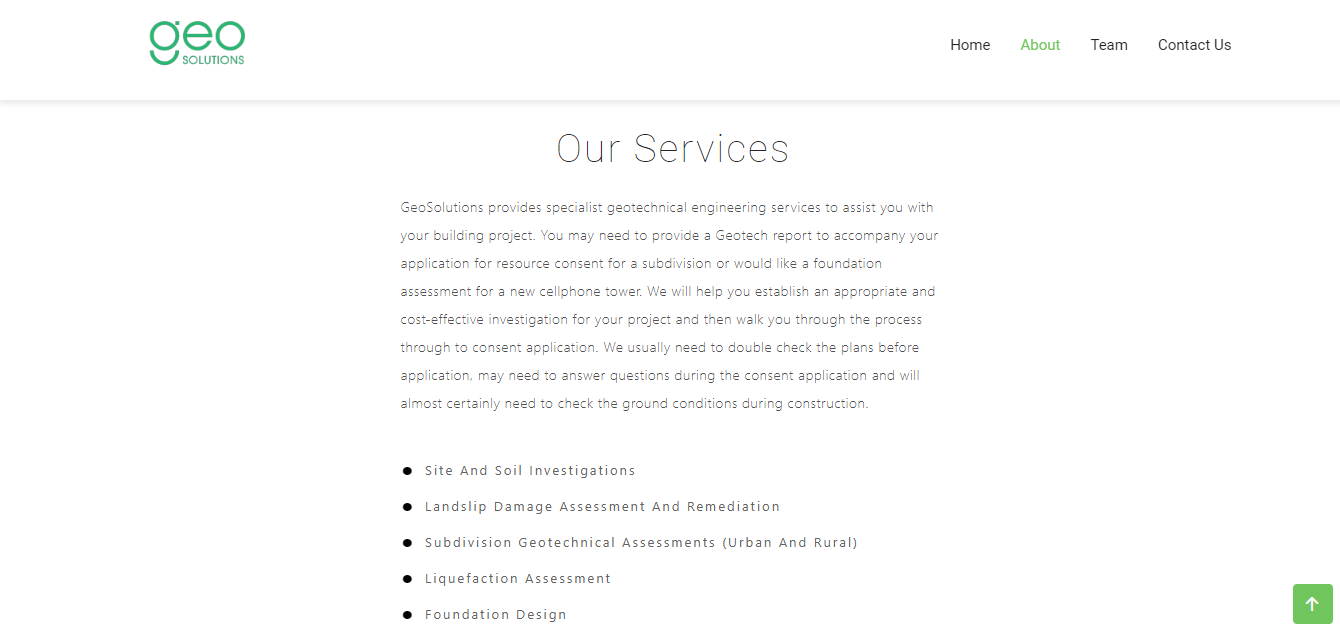 geo
SOLUTIONS
Home About Team Contact Us
Our Services
GeoSolutions provides specialist geotechnical engineering services to assist you with
your building project. You may need to provide a Geotech report to accompany your
application for resource consent for a subdivision or would like a foundation
assessment for a new cellphone tower. We will help you establish an appropriate and
cost-effective investigation for your project and then walk you through the process
through to consent application. We usually need to double check the plans before
application, may need to answer questions during the consent application and will
almost certainly need to check the ground conditions during construction.
Site And Soil Investigations
Landslip Damage Assessment And Remediation
Subdivision Geotechnical Assessments (Urban And Rural)
Liquefaction Assessment
Foundation Design